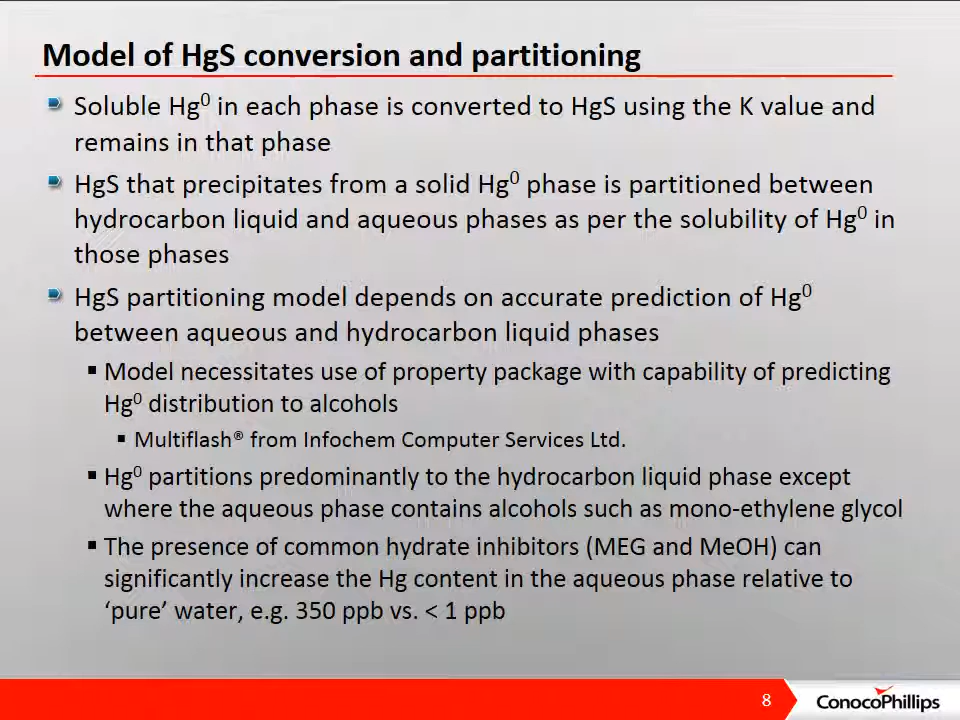 Model of HgS conversion and partitioning
Soluble Hg⁰ in each phase is converted to HgS using the K value and
remains in that phase
HgS that precipitates from a solid Hg⁰ phase is partitioned between
hydrocarbon liquid and aqueous phases as per the solubility of Hg⁰ in
those phases
HgS partitioning model depends on accurate prediction of Hg⁰
between aqueous and hydrocarbon liquid phases
Model necessitates use of property package with capability of predicting
Hg⁰ distribution to alcohols
Multiflash® from Infochem Computer Services Ltd.
Hg⁰ partitions predominantly to the hydrocarbon liquid phase except
where the aqueous phase contains alcohols such as mono-ethylene glycol
The presence of common hydrate inhibitors (MEG and MeOH) can
significantly increase the Hg content in the aqueous phase relative to
‘pure’ water, e.g. 350 ppb vs. < 1 ppb
8
ConocoPhillips